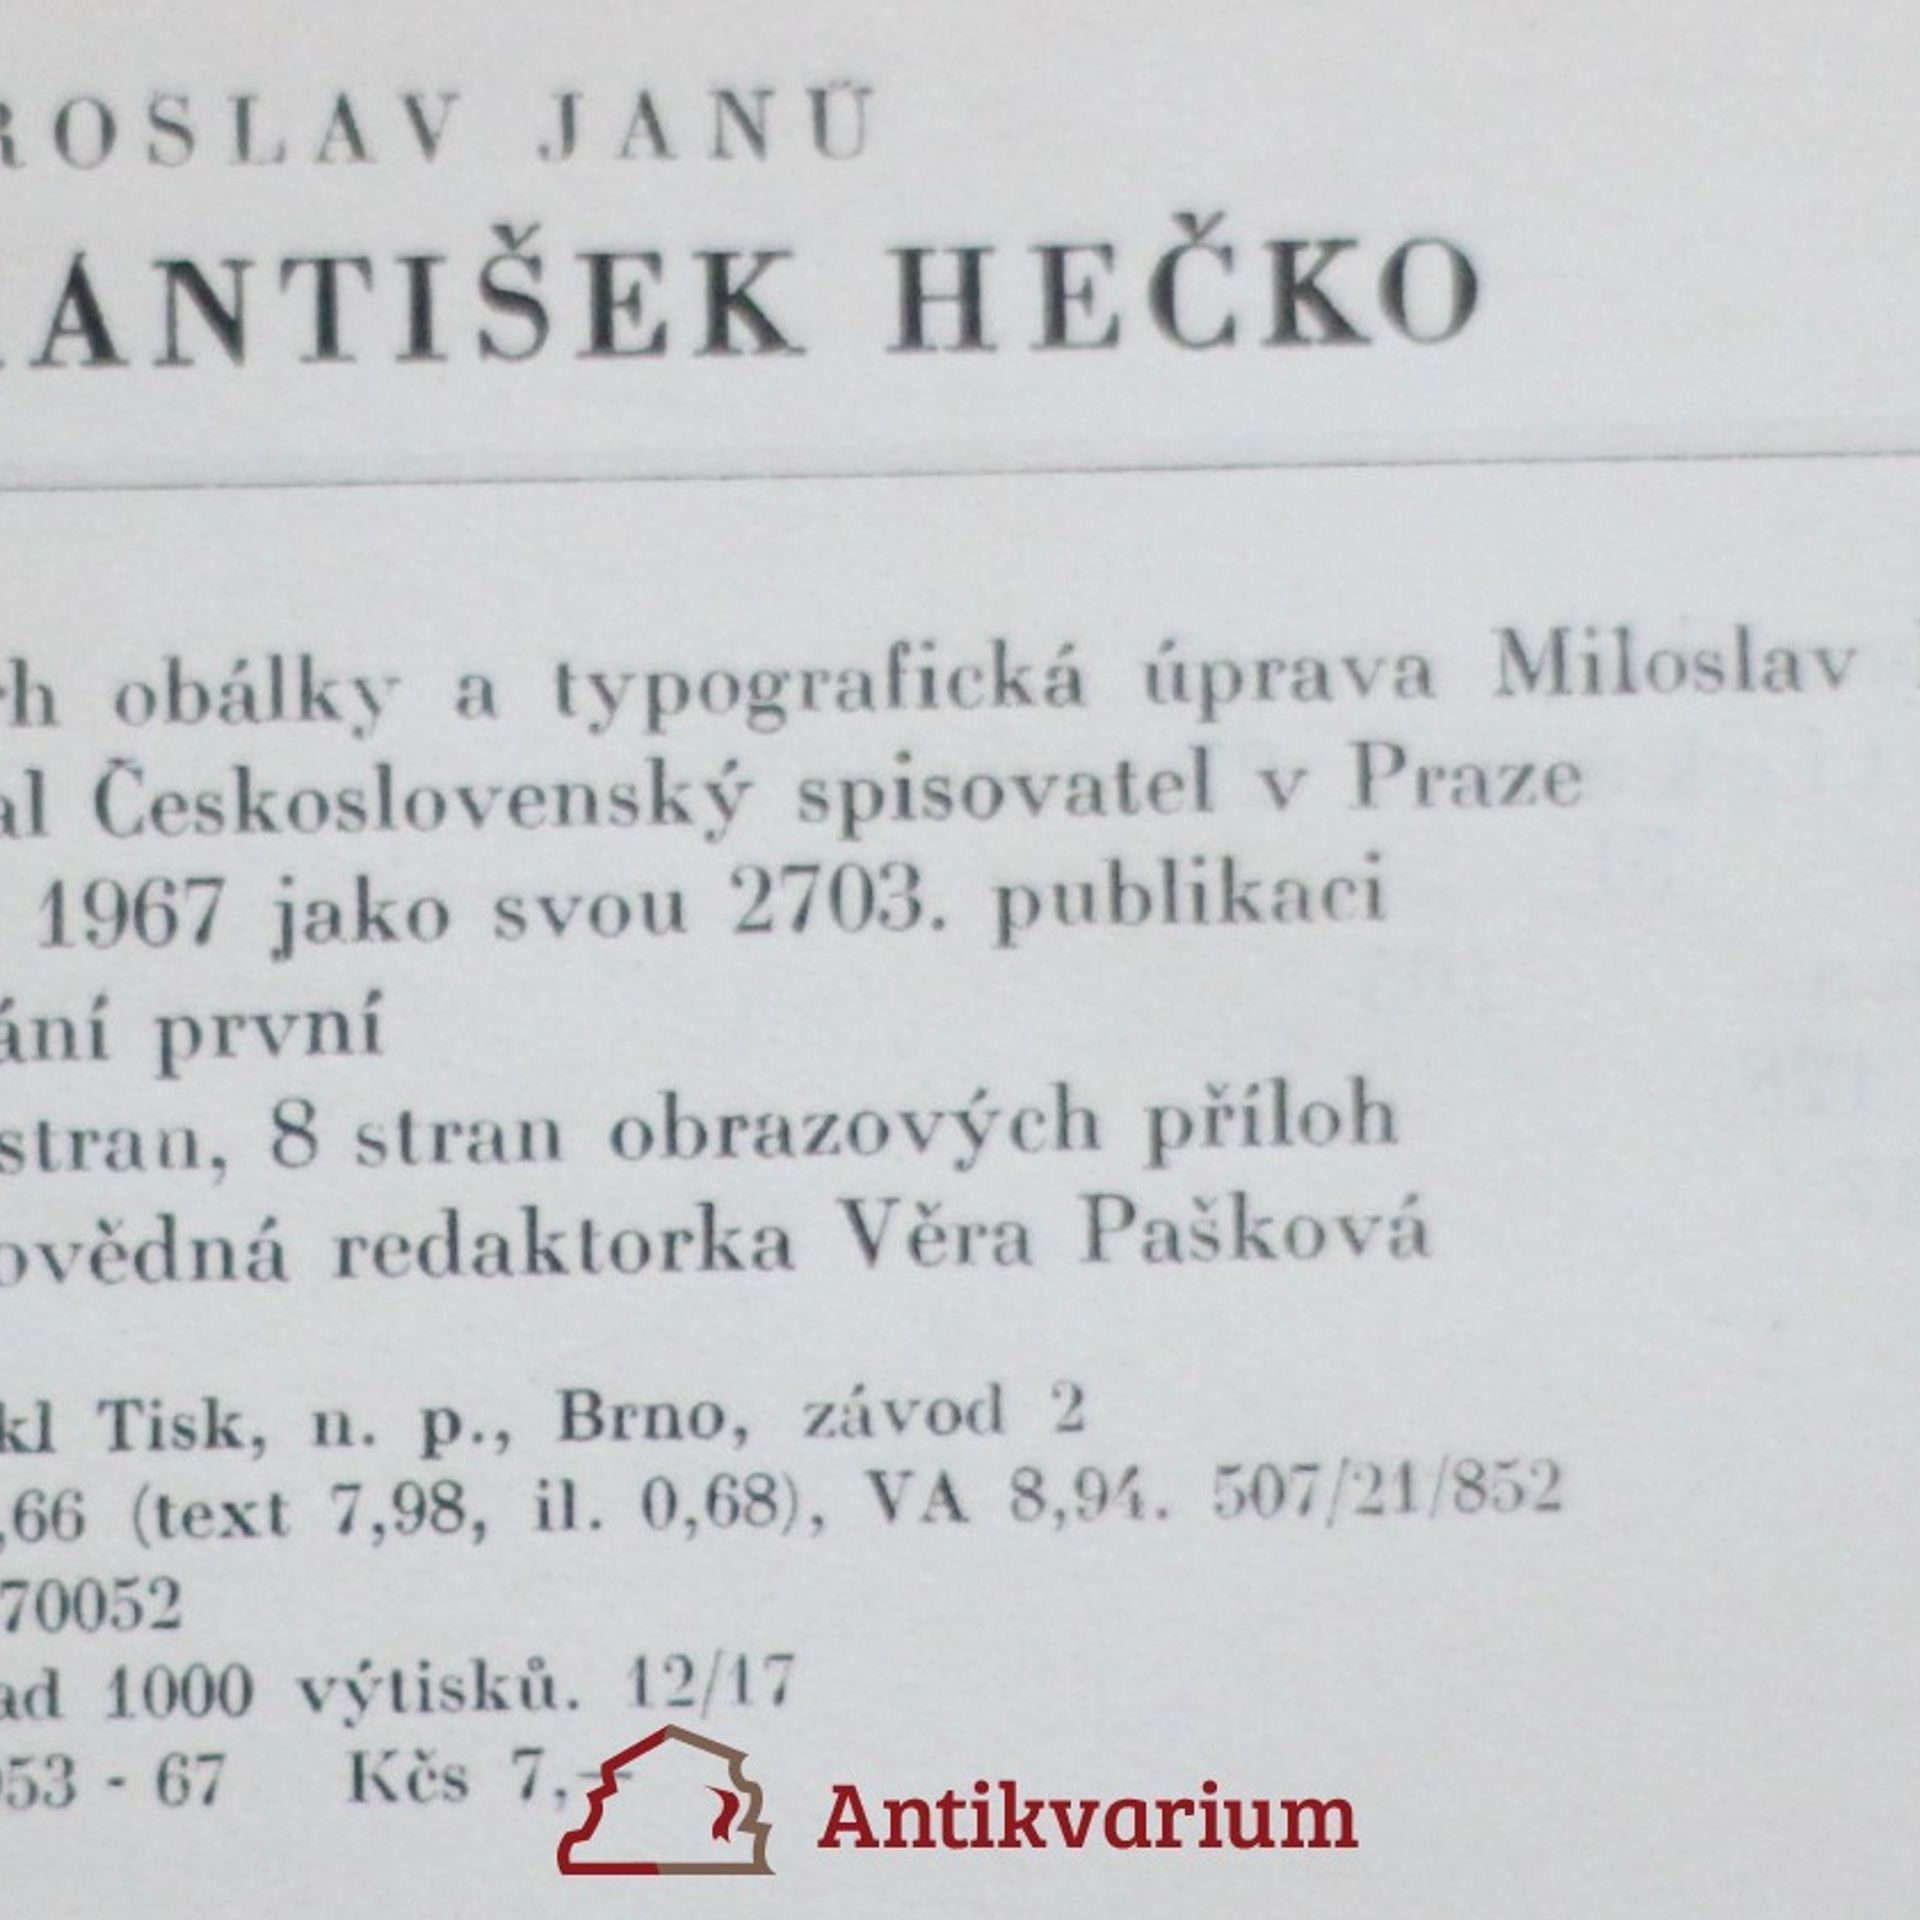 ROSLAV JANŮ
ANTIŠEK HEČKO
h obálky a typografická úprava Miloslav
al Československý spisovatel v Praze
1967 jako svou 2703. publikaci
ání první
stran, 8 stran obrazových příloh
ovědná redaktorka Věra Pašková
kl Tisk, n. p., Brno, závod 2
,66 (text 7,98, il. 0,68), VA 8,94. 507/21/852
70052
ad 1000 výtisků. 12/17
53 - 67 Kčs 7,—
Antikvarium